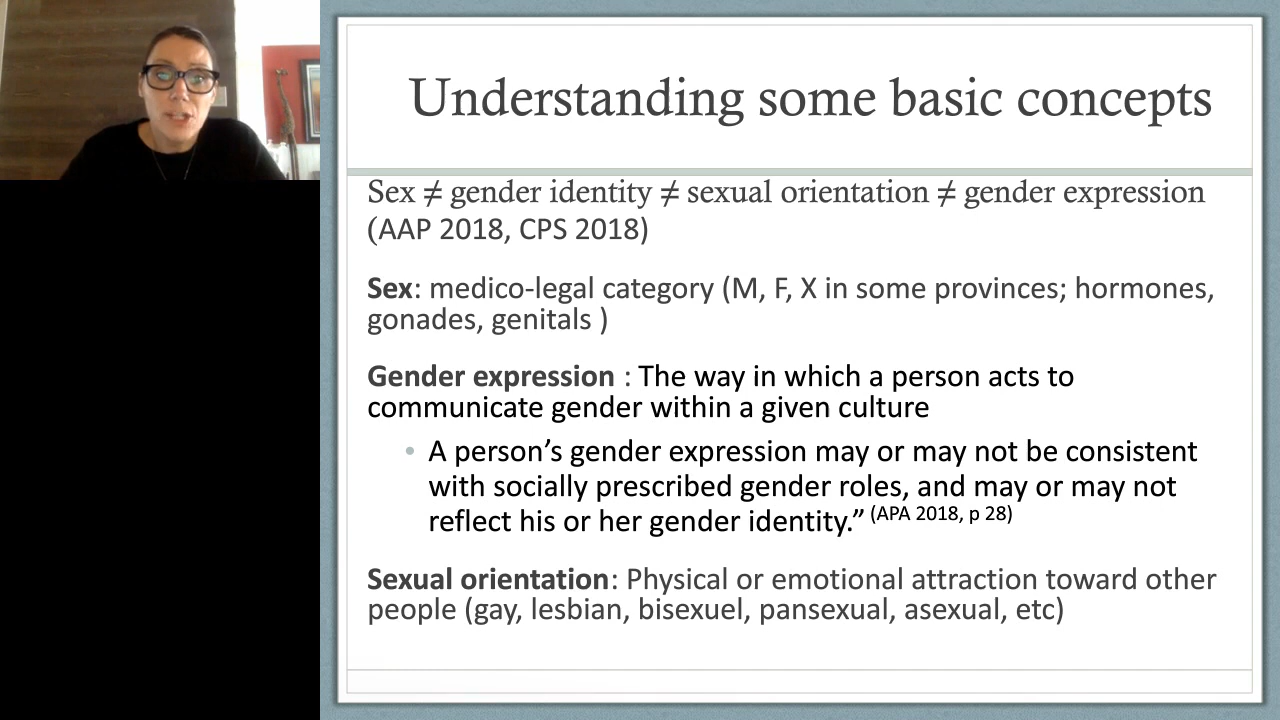 Understanding some basic concepts
Sex ≠ gender identity ≠ sexual orientation ≠ gender expression
(AAP 2018, CPS 2018)
Sex: medico-legal category (M, F, X in some provinces; hormones,
gonades, genitals )
Gender expression : The way in which a person acts to
communicate gender within a given culture
• A person’s gender expression may or may not be consistent
with socially prescribed gender roles, and may or may not
reflect his or her gender identity.” (APA 2018, p 28)
Sexual orientation: Physical or emotional attraction toward other
people (gay, lesbian, bisexuel, pansexual, asexual, etc)